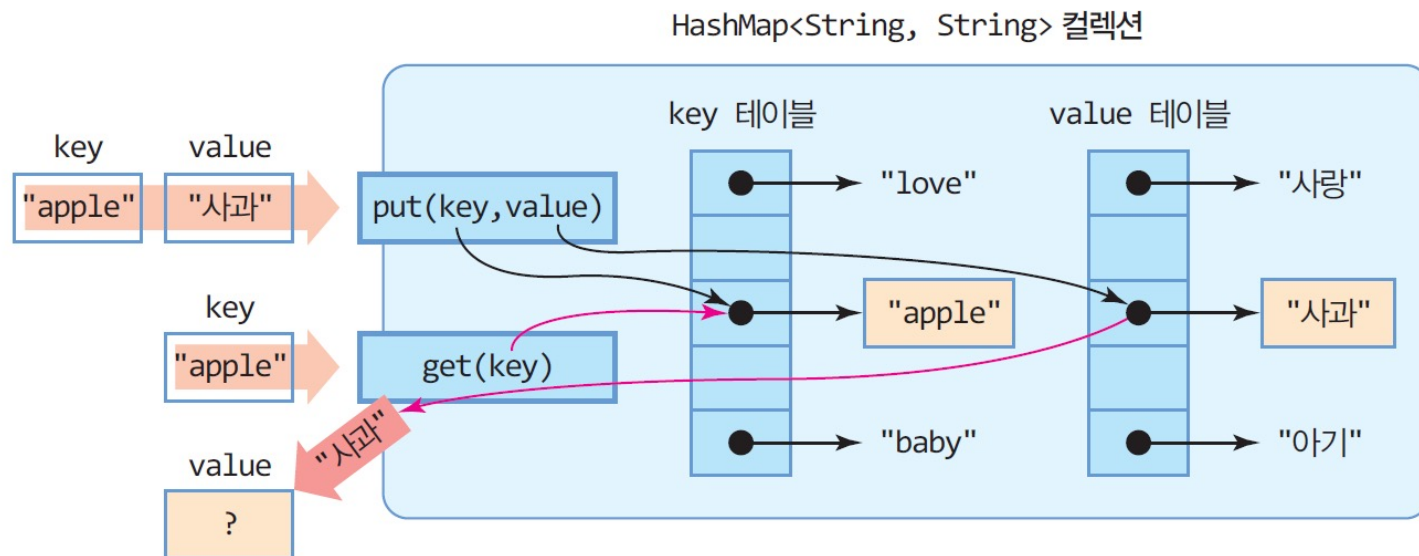 HashMap<String, String> 컬렉션
key 테이블
value 테이블
key
value
"apple"
"사과"
put(key,value)
"love"
"사랑"
key
"apple"
get(key)
"apple"
"사과"
"사과"
value
?
"baby"
"아기"